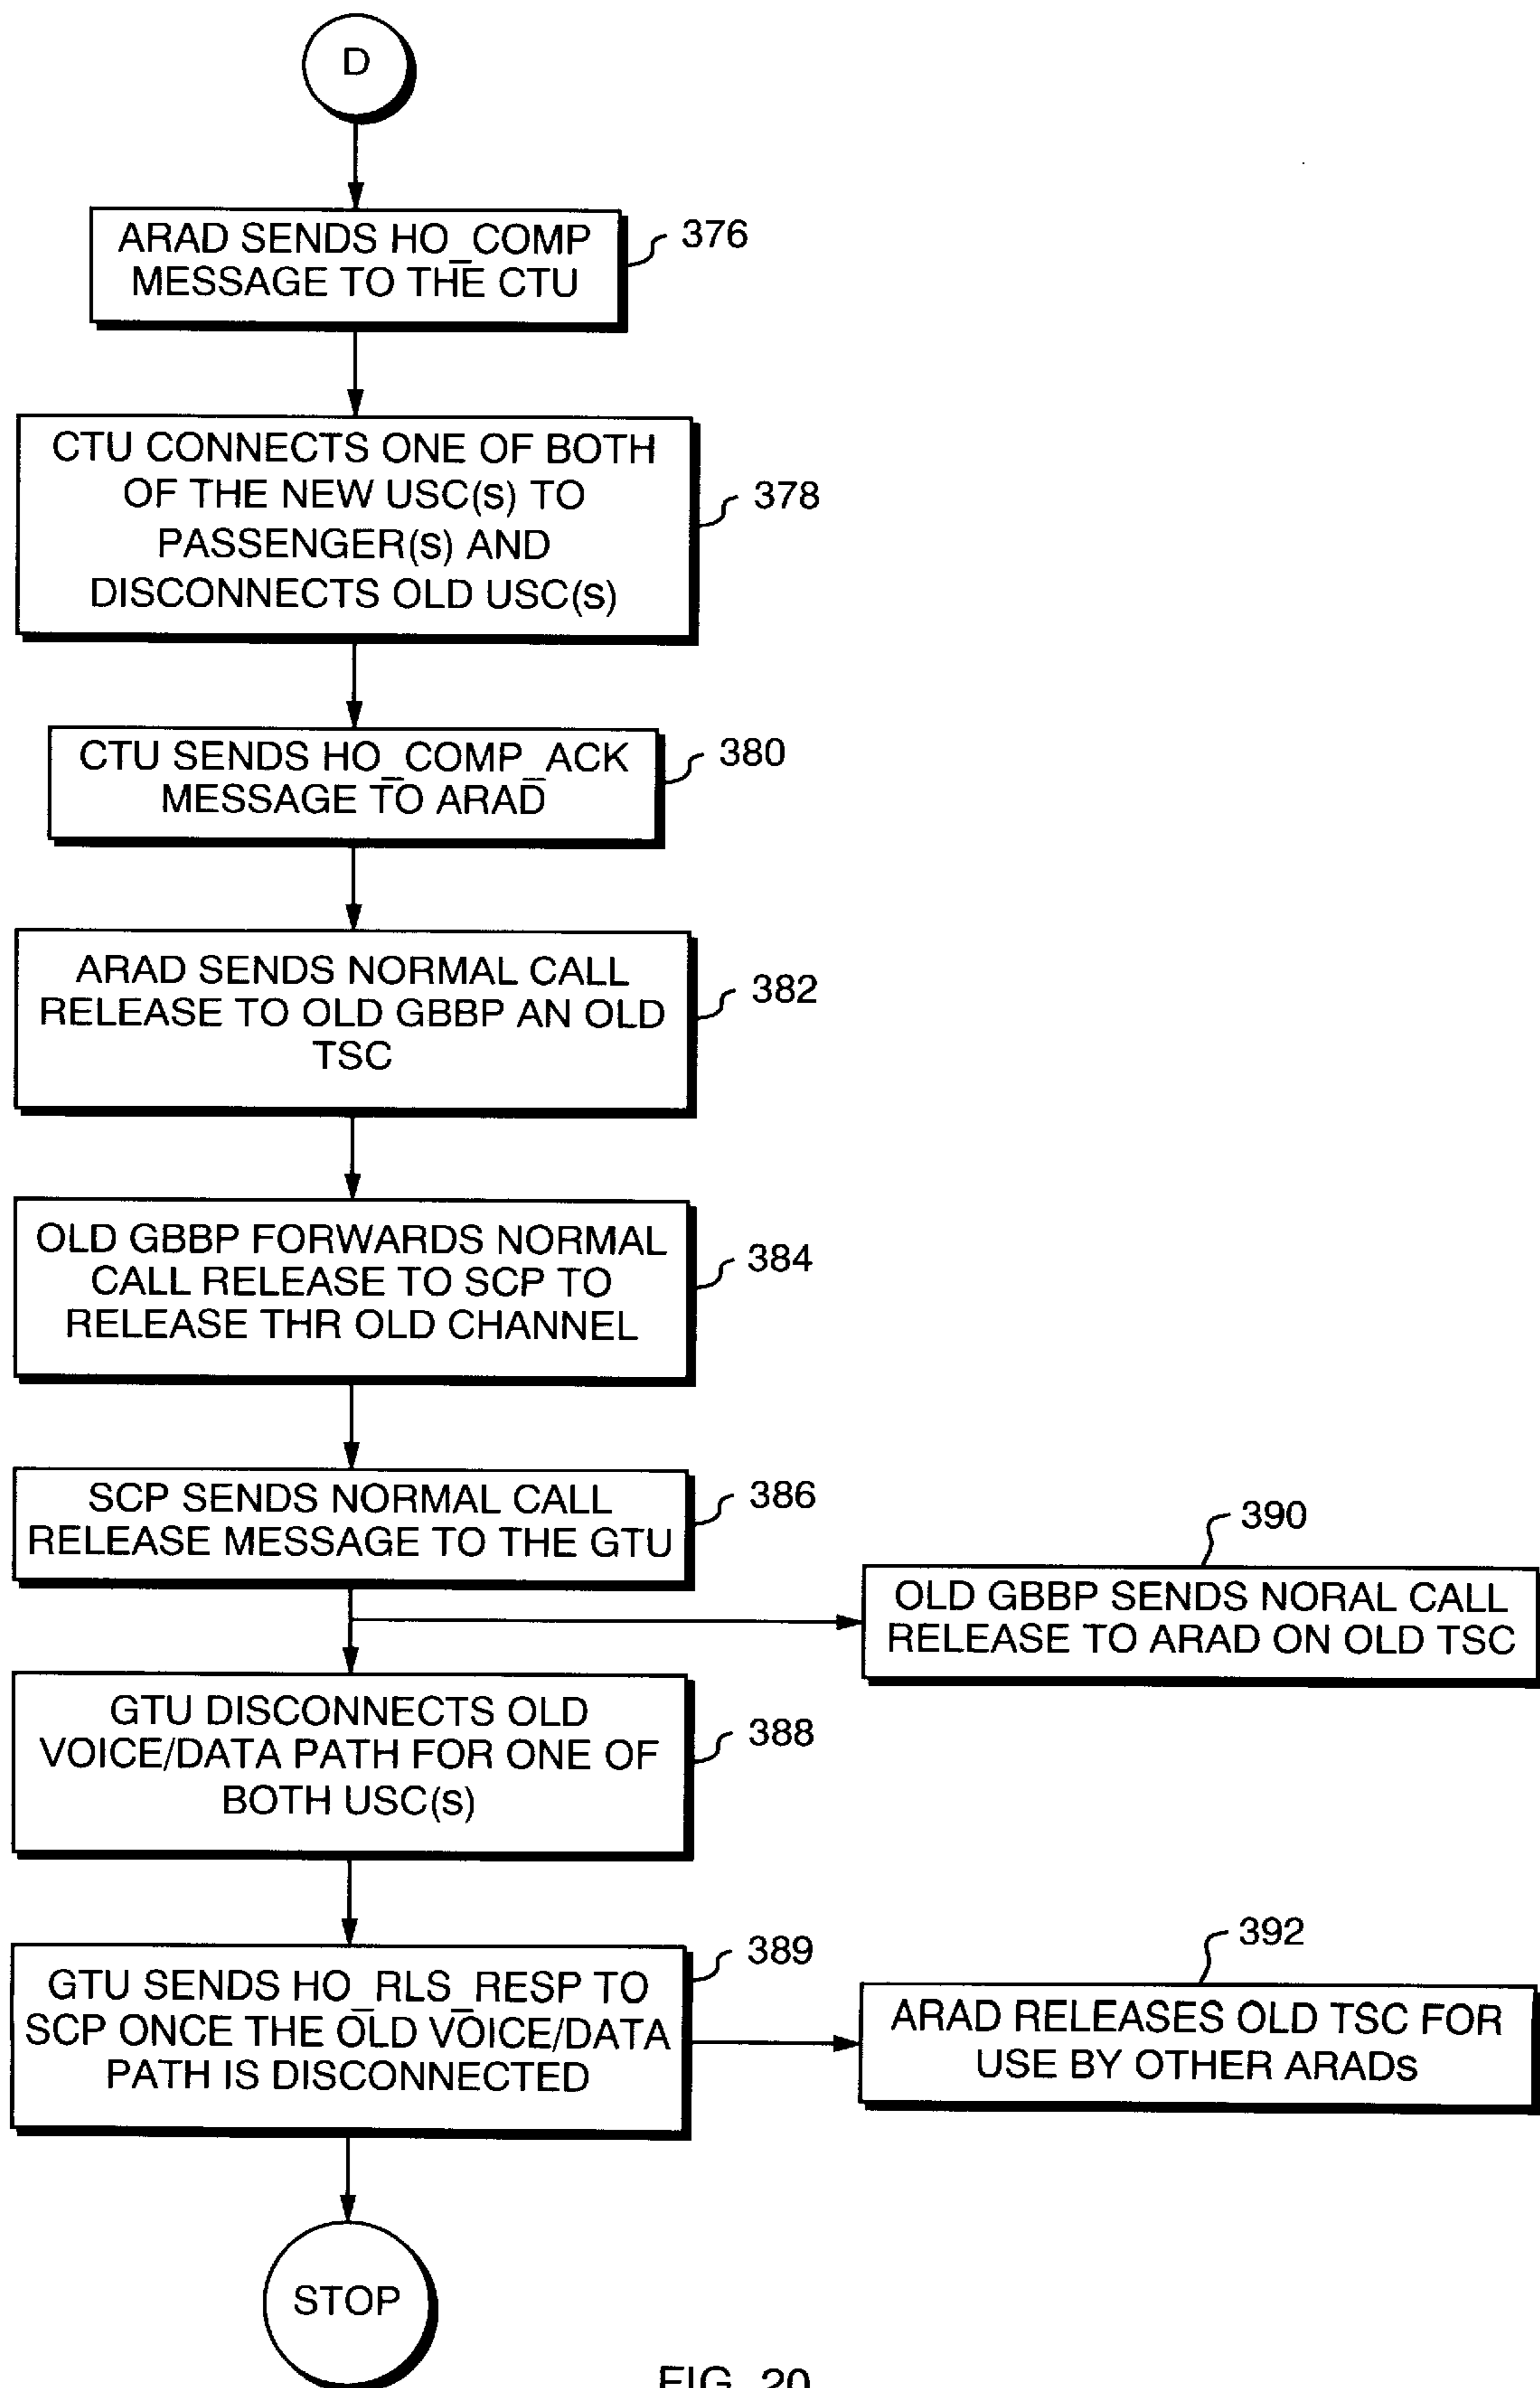 D
ARAD SENDS HO_COMP
MESSAGE TO THE CTU
376
CTU CONNECTS ONE OF BOTH
OF THE NEW USC(s) TO
PASSENGER(s) AND
DISCONNECTS OLD USC(s)
378
CTU SENDS HO_COMP_ACK
MESSAGE TO ARAD
380
ARAD SENDS NORMAL CALL
RELEASE TO OLD GBBP AN OLD
TSC
382
OLD GBBP FORWARDS NORMAL
CALL RELEASE TO SCP TO
RELEASE THR OLD CHANNEL
384
SCP SENDS NORMAL CALL
RELEASE MESSAGE TO THE GTU
386
390
OLD GBBP SENDS NORAL CALL
RELEASE TO ARAD ON OLD TSC
GTU DISCONNECTS OLD
VOICE/DATA PATH FOR ONE OF
BOTH USC(s)
388
GTU SENDS HO_RLS_RESP TO
SCP ONCE THE OLD VOICE/DATA
PATH IS DISCONNECTED
389
392
ARAD RELEASES OLD TSC FOR
USE BY OTHER ARADs
STOP
FIG. 20